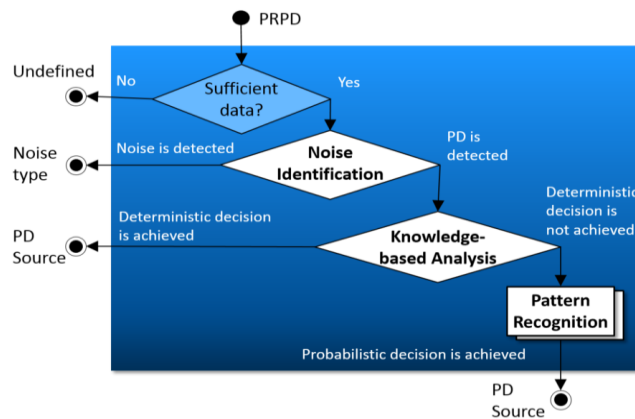 PRPD
Undefined
No
Yes
Sufficient
data?
Noise is detected
PD is
detected
Noise
type
Noise
Identification
Deterministic
decision is
not achieved
Deterministic decision
is achieved
PD
Source
Knowledge-
based Analysis
Pattern
Recognition
Probabilistic decision is achieved
PD
Source